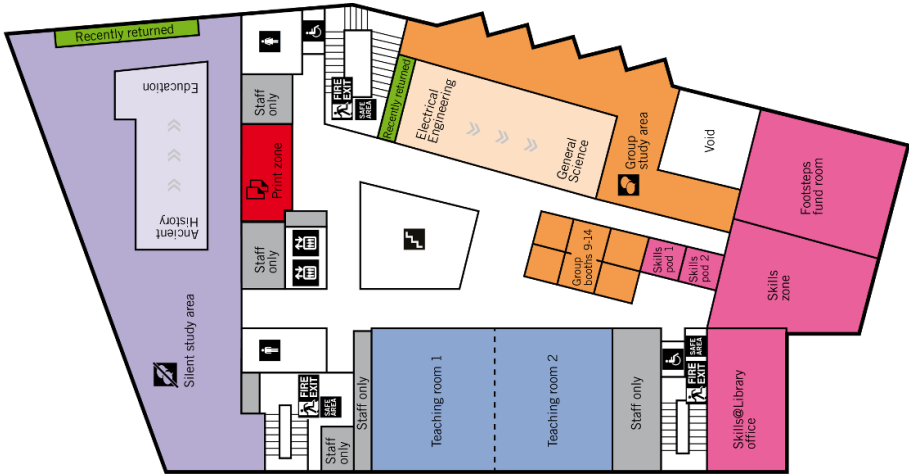 Recently returned
Education
Ancient
History
Silent study area
Staff
only
Print zone
Staff
only
FIRE
EXIT
SAFE
AREA
Recently returned
Electrical
Engineering
General
Science
Group
study area
Void
Footsteps
fund room
Skills
zone
Group
booths 9-14
Skills
pod 1
Skills
pod 2
FIRE
EXIT
SAFE
AREA
Staff
only
Staff only
Teaching room 1
Teaching room 2
Staff only
FIRE
EXIT
SAFE
AREA
Skills@Library
office